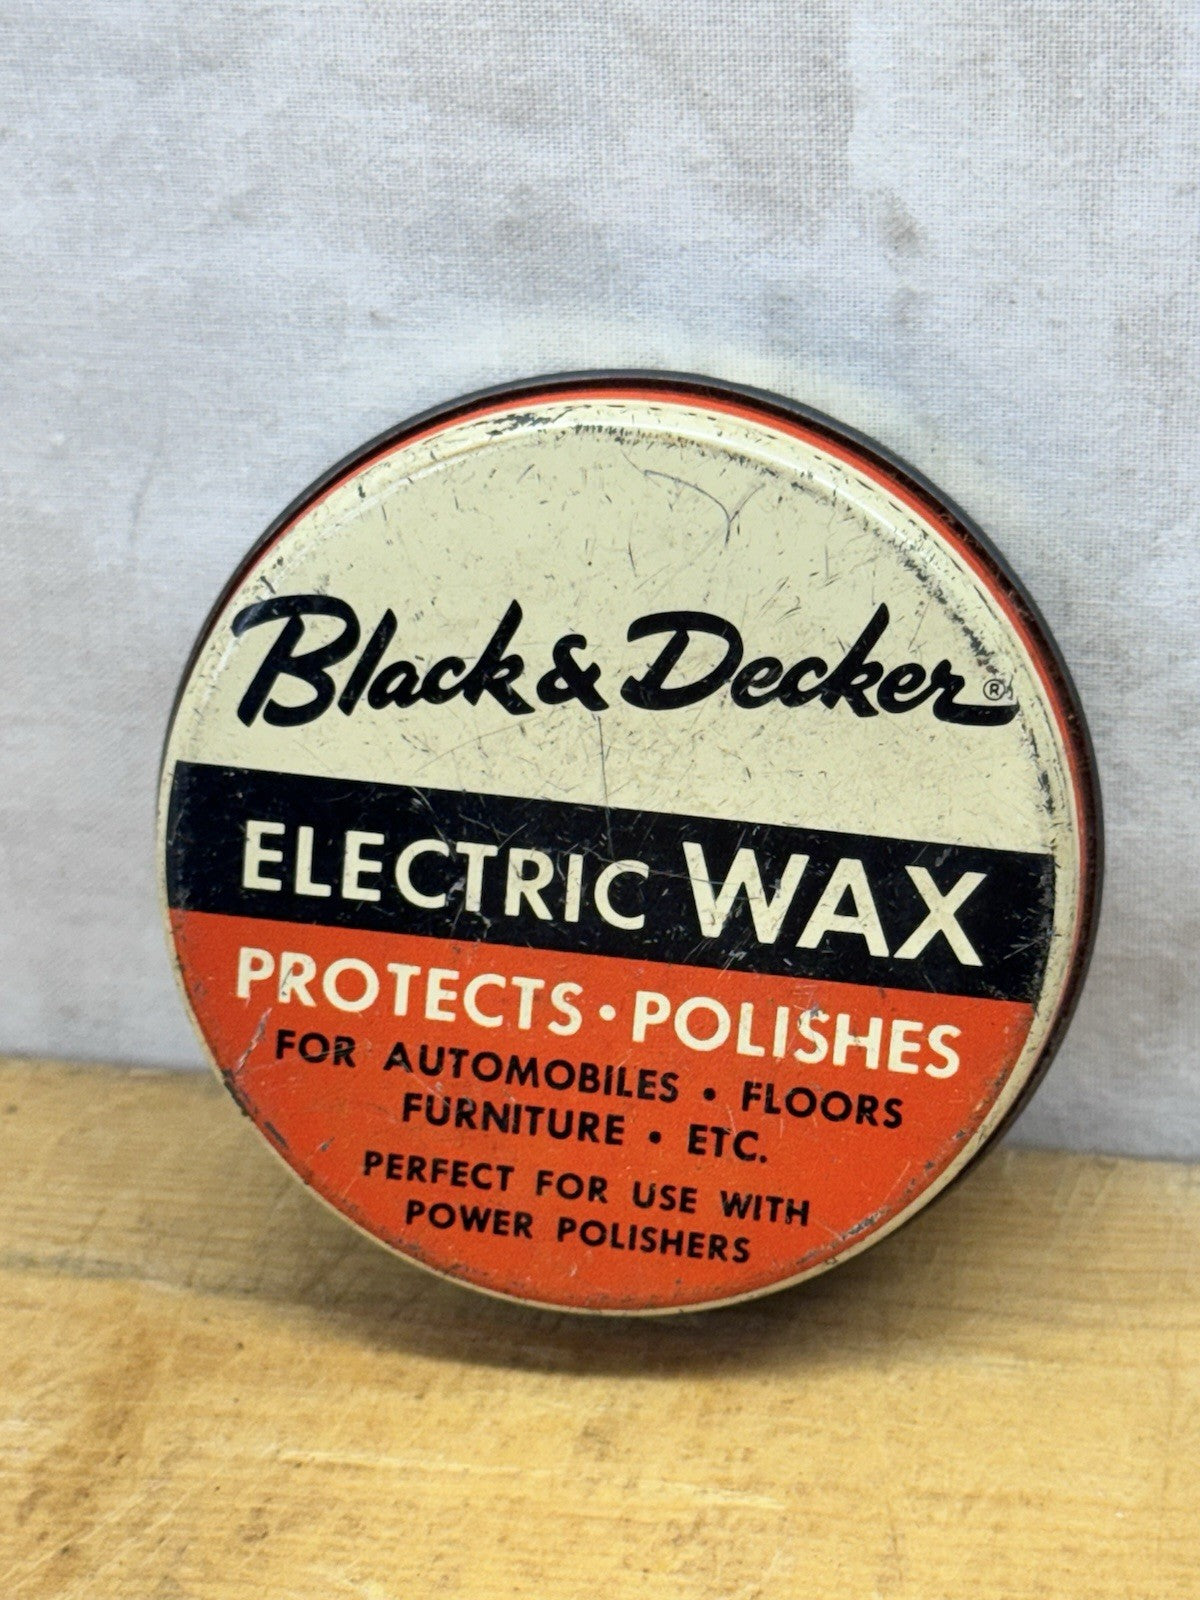 Black & Decker®
ELECTRIC WAX
PROTECTS • POLISHES
FOR AUTOMOBILES • FLOORS
FURNITURE • ETC.
PERFECT FOR USE WITH
POWER POLISHERS